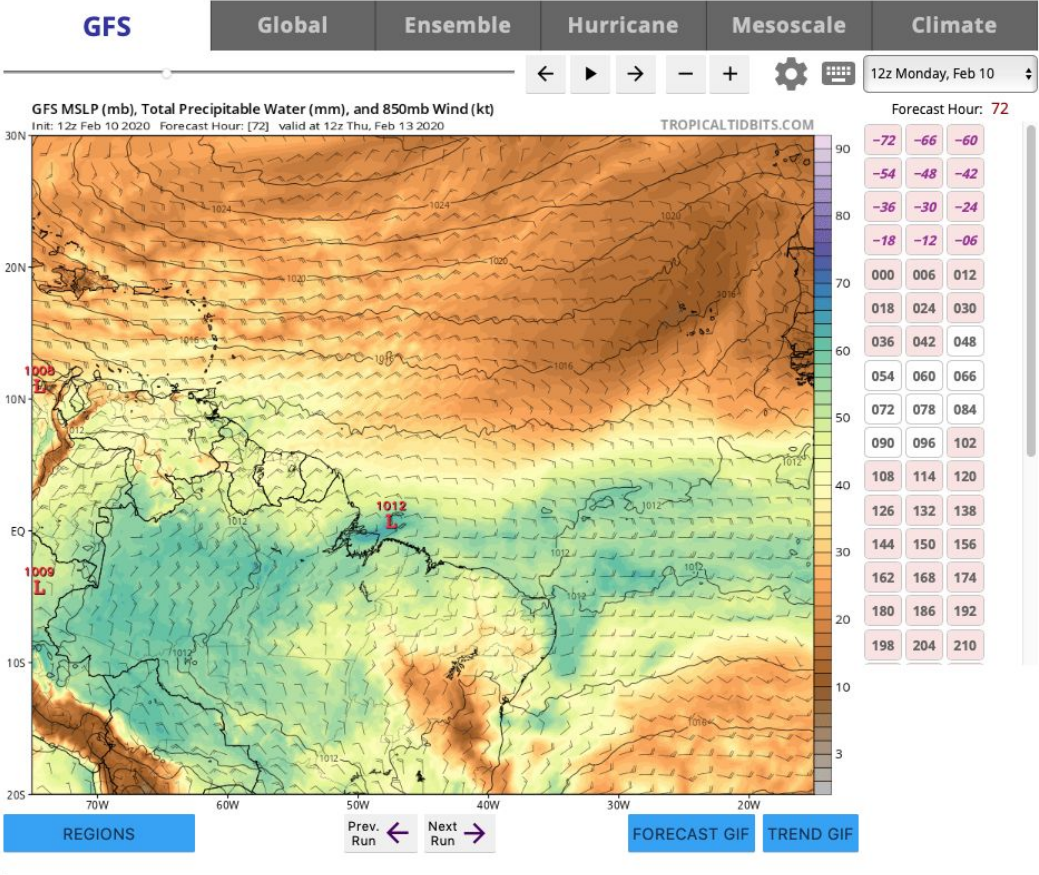 GFS Global Ensemble Hurricane Mesoscale Climate
12z Monday, Feb 10
GFS MSLP (mb), Total Precipitable Water (mm), and 850mb Wind (kt)
Init: 12z Feb 10 2020 Forecast Hour: [72] valid at 12z Thu, Feb 13 2020
TROPICALTIDBITS.COM
Forecast Hour: 72
30N
20N
10N
EQ
10S
20S
70W 60W 50W 40W 30W 20W
1024
1024
1020
1020
1020
1016
1016
1016
1016
1008
L
1012
1012
L
1012
1012
1012
1012
1009
L
1012
1012
1012
1016
1012
90
80
70
60
50
40
30
20
10
3
−72 −66 −60
−54 −48 −42
−36 −30 −24
−18 −12 −06
000 006 012
018 024 030
036 042 048
054 060 066
072 078 084
090 096 102
108 114 120
126 132 138
144 150 156
162 168 174
180 186 192
198 204 210
REGIONS
Prev. Run
Next Run
FORECAST GIF
TREND GIF